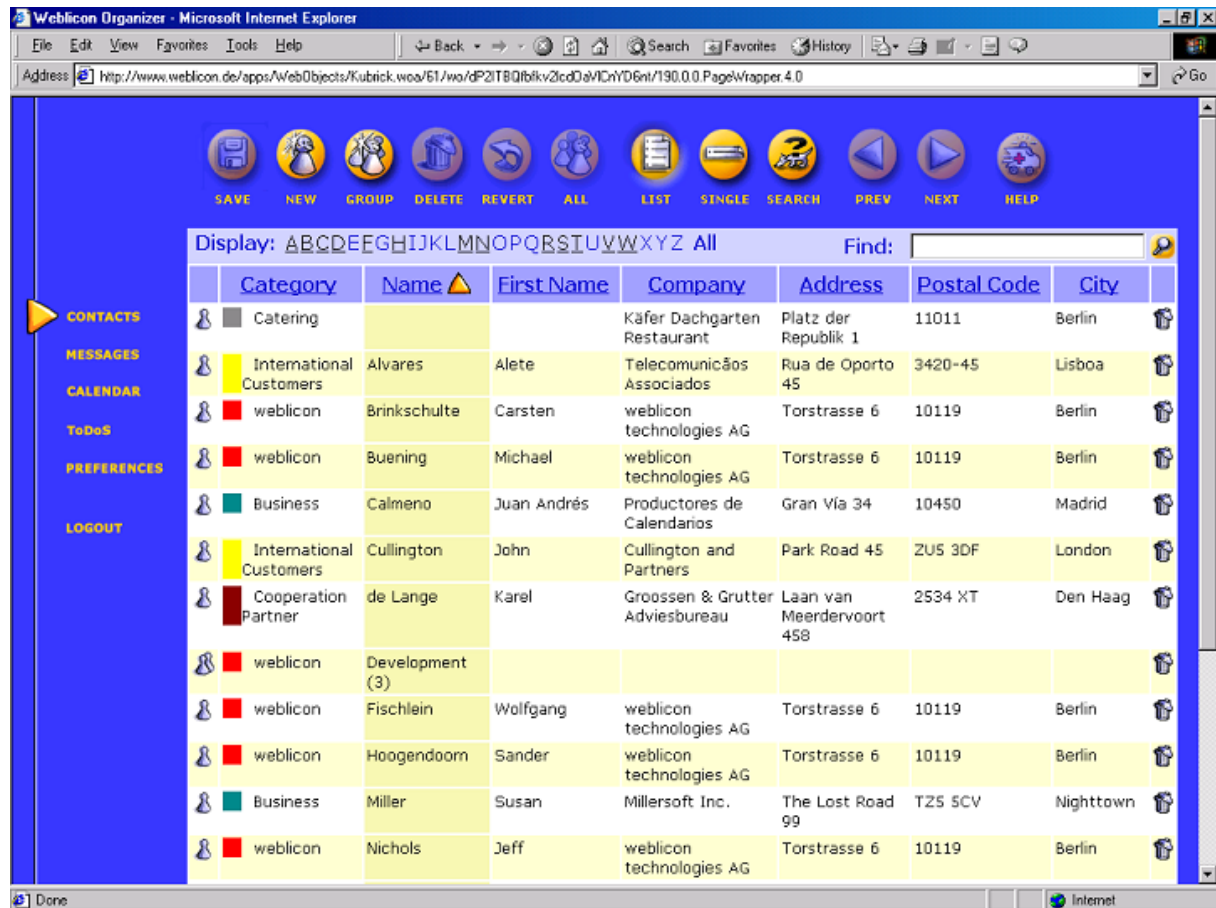 Weblicon Organizer - Microsoft Internet Explorer
File Edit View Favorites Tools Help Back Search Favorites History
Address http://www.weblicon.de/apps/WebObjects/Kubrick.woa/61/wo/dP2ITBQfbfkv2lcdOaVlCnYD6nt/190.0.0.PageWrapper.4.0 Go
SAVE NEW GROUP DELETE REVERT ALL LIST SINGLE SEARCH PREV NEXT HELP
Display: ABCDEFGHIJKLMNOPQRSTUVWXYZ All Find:
Category Name First Name Company Address Postal Code City
CONTACTS
MESSAGES
CALENDAR
ToDoS
PREFERENCES
LOGOUT
Catering Käfer Dachgarten Platz der 11011 Berlin
Restaurant Republik 1
International Alvares Alete Telecomunicãos Rua de Oporto 3420-45 Lisboa
Customers Associados 45
weblicon Brinkschulte Carsten weblicon Torstrasse 6 10119 Berlin
technologies AG
weblicon Buening Michael weblicon Torstrasse 6 10119 Berlin
technologies AG
Business Calmeno Juan Andrés Productores de Gran Vía 34 10450 Madrid
Calendarios
International Cullington John Cullington and Park Road 45 ZU5 3DF London
Customers Partners
Cooperation de Lange Karel Groossen & Grutter Laan van 2534 XT Den Haag
Partner Adviesbureau Meerdervoort
458
weblicon Development
(3)
weblicon Fischlein Wolfgang weblicon Torstrasse 6 10119 Berlin
technologies AG
weblicon Hoogendoorn Sander weblicon Torstrasse 6 10119 Berlin
technologies AG
Business Miller Susan Millersoft Inc. The Lost Road TZ5 5CV Nighttown
99
weblicon Nichols Jeff weblicon Torstrasse 6 10119 Berlin
technologies AG
Done Internet